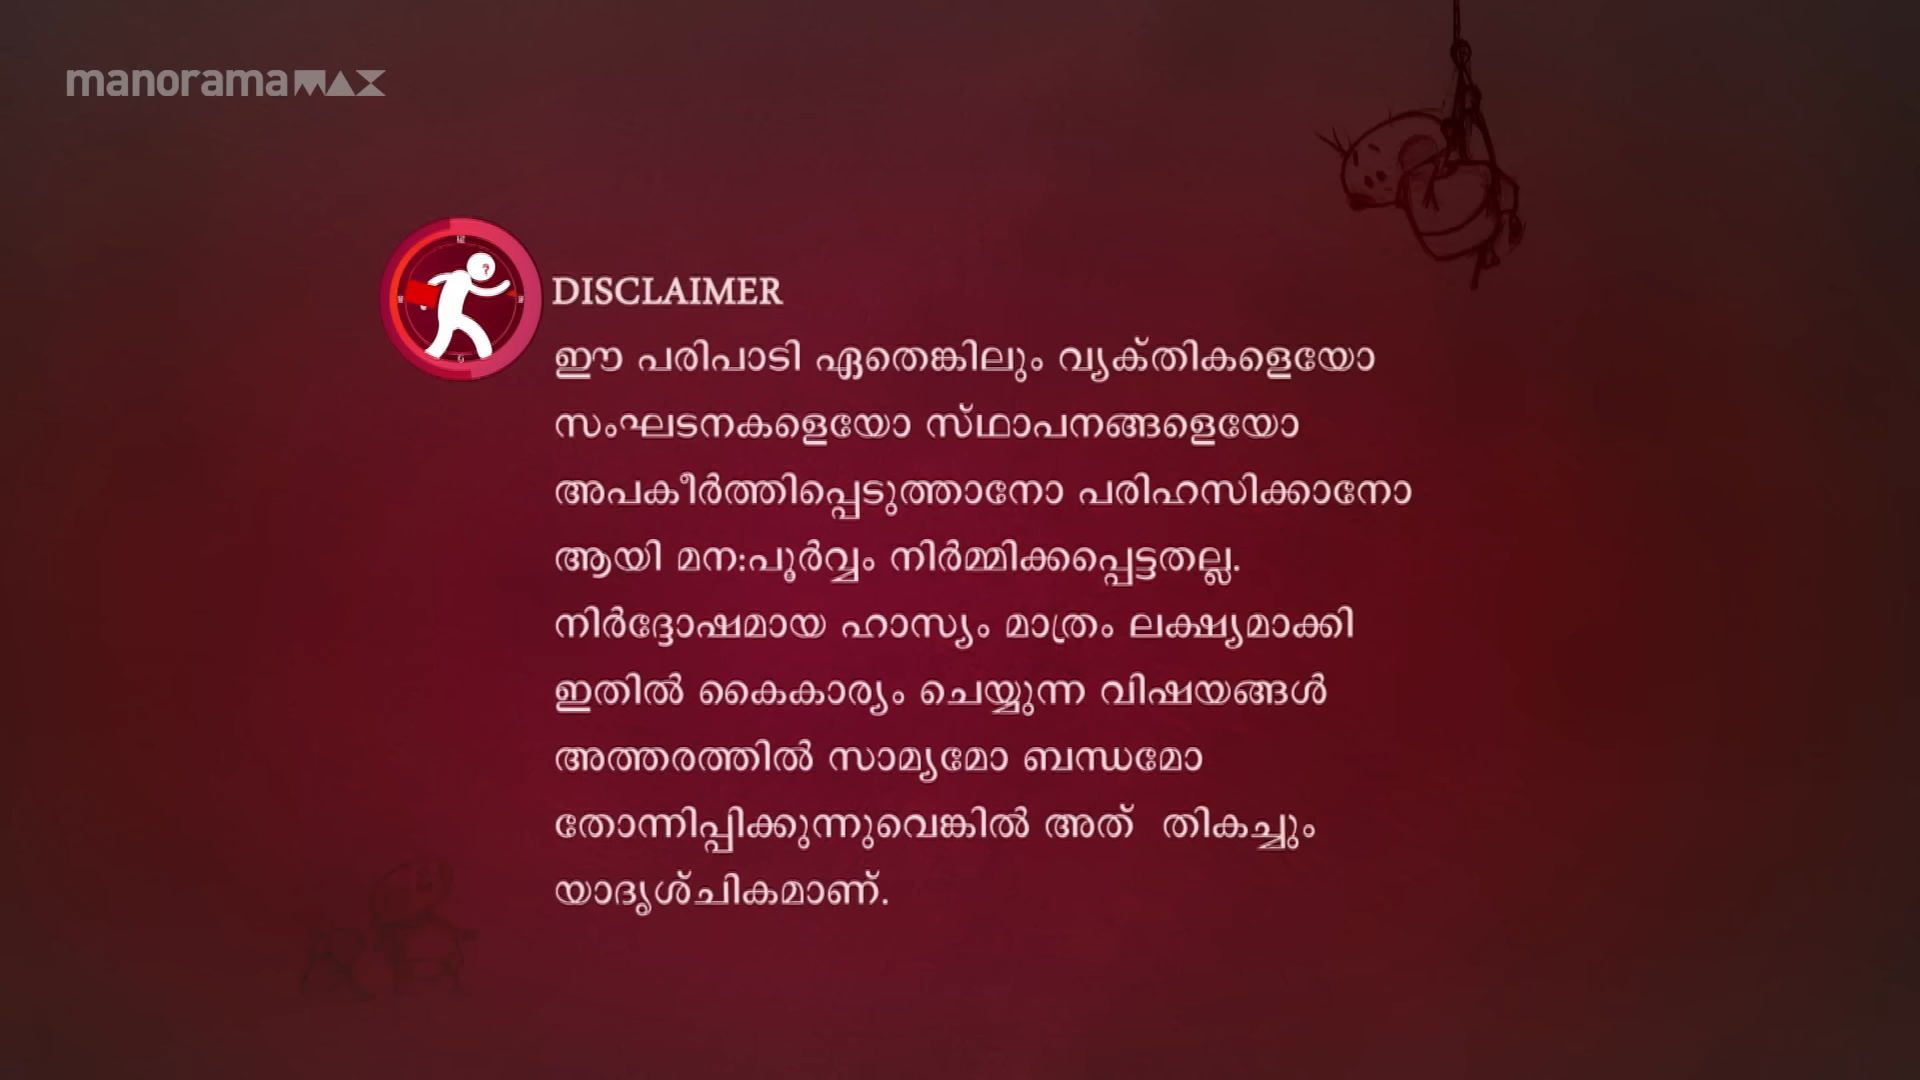 manoramaMAX
DISCLAIMER
ഈ പരിപാടി ഏതെങ്കിലും വ്യക്‌തികളെയോ
സംഘടനകളെയോ സ്‌ഥാപനങ്ങളെയോ
അപകീർത്തിപ്പെടുത്താനോ പരിഹസിക്കാനോ
ആയി മന:പൂർവ്വം നിർമ്മിക്കപ്പെട്ടതല്ല.
നിർദ്ദോഷമായ ഹാസ്യം മാത്രം ലക്ഷ്യമാക്കി
ഇതിൽ കൈകാര്യം ചെയ്യുന്ന വിഷയങ്ങൾ
അത്തരത്തിൽ സാമ്യമോ ബന്ധമോ
തോന്നിപ്പിക്കുന്നുവെങ്കിൽ അത് തികച്ചും
യാദൃശ്‌ചികമാണ്.